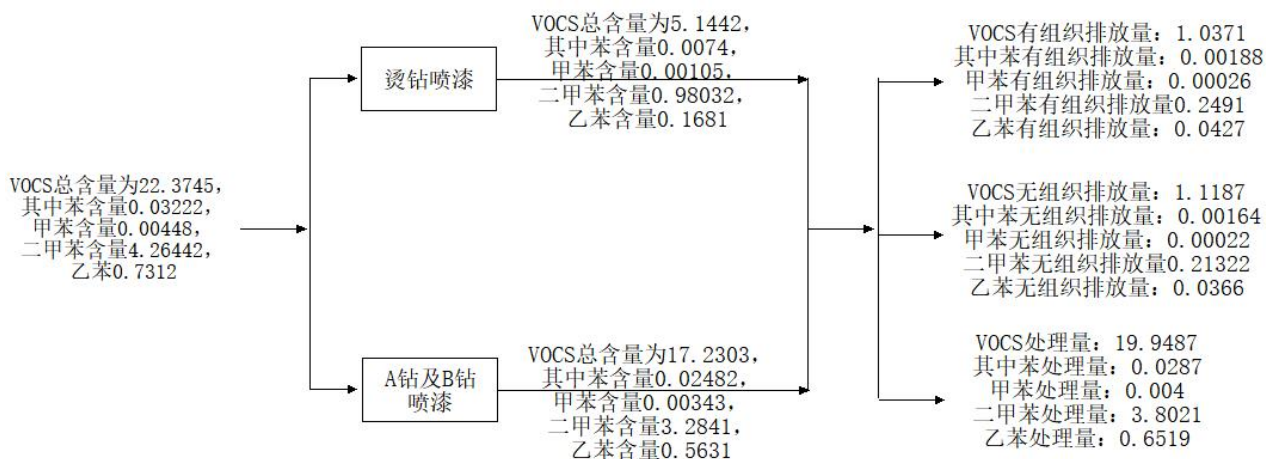 VOCS总含量为22.3745，
其中苯含量0.03222，
甲苯含量0.00448，
二甲苯含量4.26442，
乙苯0.7312
烫钻喷漆
VOCS总含量为5.1442，
其中苯含量0.0074，
甲苯含量0.00105，
二甲苯含量0.98032，
乙苯含量0.1681
A钻及B钻
喷漆
VOCS总含量为17.2303，
其中苯含量0.02482，
甲苯含量0.00343，
二甲苯含量3.2841，
乙苯含量0.5631
VOCS有组织排放量：1.0371
其中苯有组织排放量：0.00188
甲苯有组织排放量：0.00026
二甲苯有组织排放量0.2491
乙苯有组织排放量：0.0427
VOCS无组织排放量：1.1187
其中苯无组织排放量：0.00164
甲苯无组织排放量：0.00022
二甲苯无组织排放量0.21322
乙苯无组织排放量：0.0366
VOCS处理量：19.9487
其中苯处理量：0.0287
甲苯处理量：0.004
二甲苯处理量：3.8021
乙苯处理量：0.6519